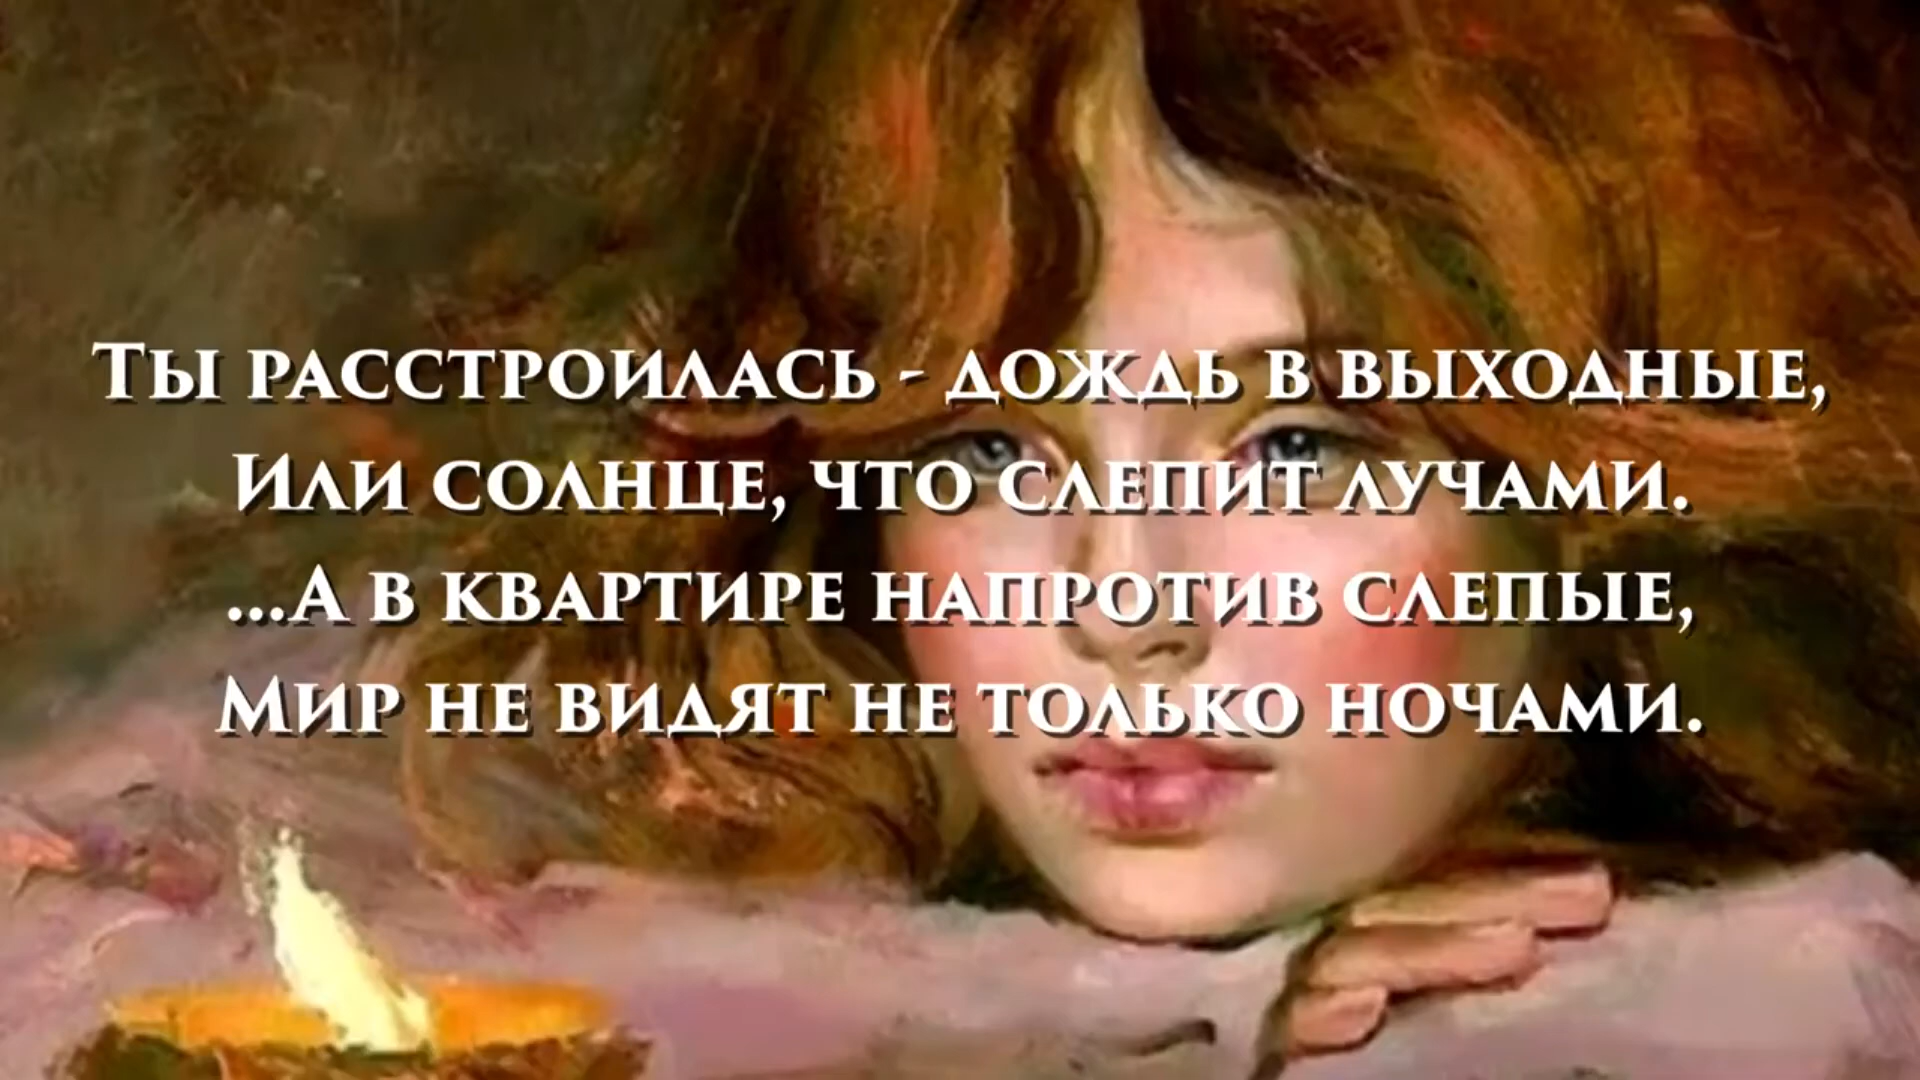 Ты расстроилась - дождь в выходные,
Или солнце, что слепит лучами.
...А в квартире напротив слепые,
Мир не видят не только ночами.